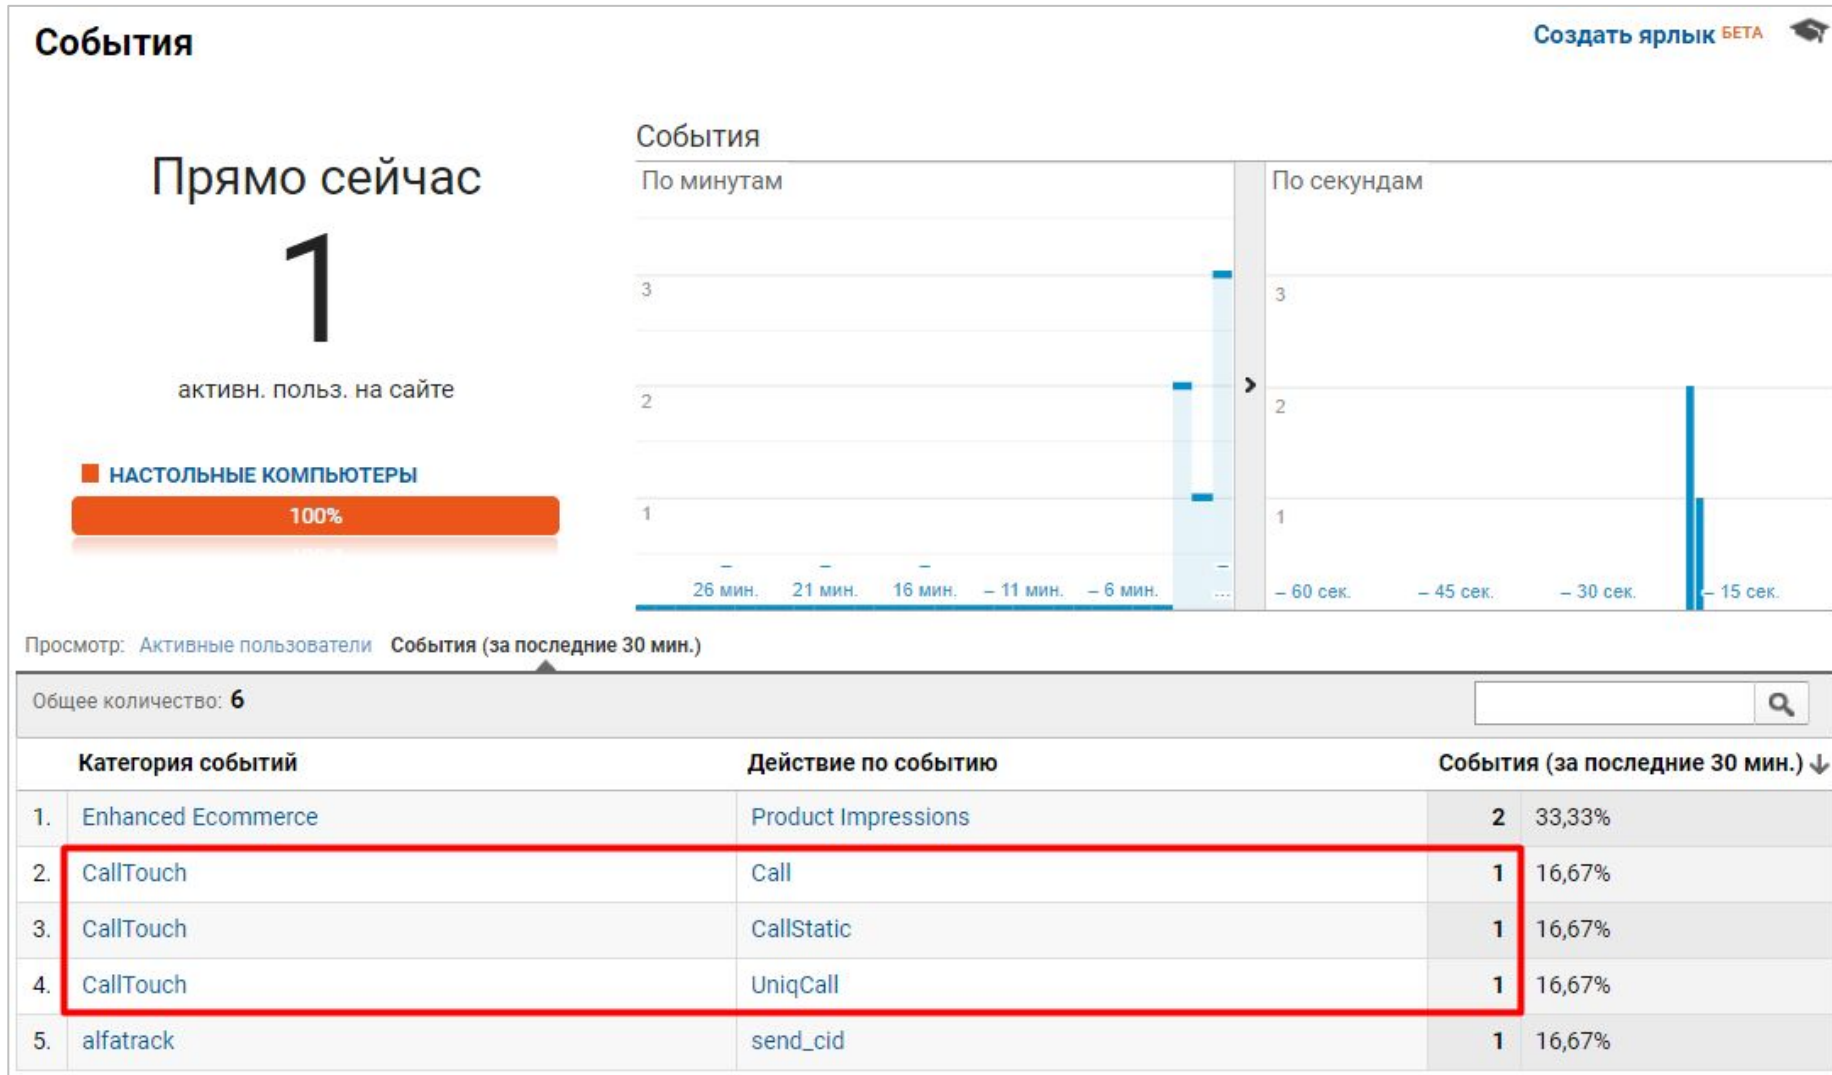 События
Создать ярлык БЕТА
Прямо сейчас
1
активн. польз. на сайте
НАСТОЛЬНЫЕ КОМПЬЮТЕРЫ
100%
События
По минутам
3
2
1
– 26 мин.
– 21 мин.
– 16 мин.
– 11 мин.
– 6 мин.
– ...
По секундам
3
2
1
– 60 сек.
– 45 сек.
– 30 сек.
– 15 сек.
Просмотр: Активные пользователи События (за последние 30 мин.)
Общее количество: 6
Категория событий Действие по событию События (за последние 30 мин.)
1. Enhanced Ecommerce Product Impressions 2 33,33%
2. CallTouch Call 1 16,67%
3. CallTouch CallStatic 1 16,67%
4. CallTouch UniqCall 1 16,67%
5. alfatrack send_cid 1 16,67%